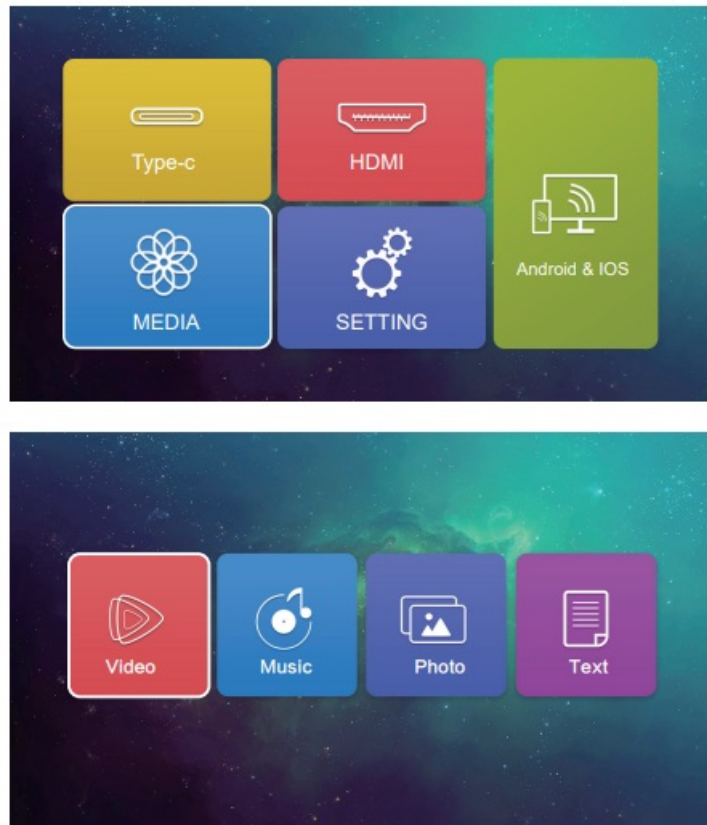 Type-c
HDMI
Android & IOS
MEDIA
SETTING
Video
Music
Photo
Text